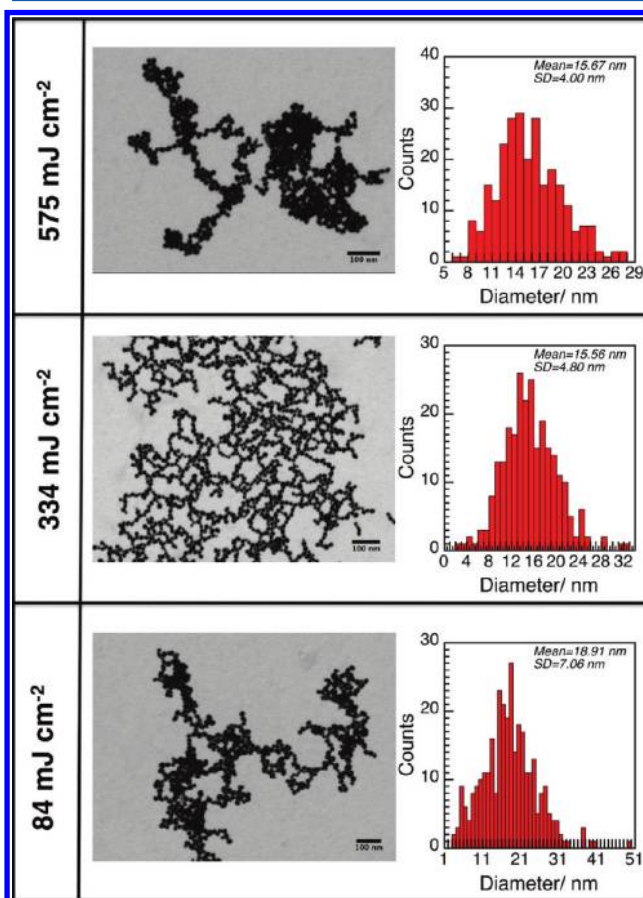 575 mJ cm-2
100 nm
Mean=15.67 nm
SD=4.00 nm
40
30
20
10
0
Counts
5 8 11 14 17 20 23 26 29
Diameter/ nm
334 mJ cm-2
100 nm
Mean=15.56 nm
SD=4.80 nm
30
20
10
0
Counts
0 4 8 12 16 20 24 28 32
Diameter/ nm
84 mJ cm-2
100 nm
Mean=18.91 nm
SD=7.06 nm
30
20
10
0
Counts
1 11 21 31 41 51
Diameter/ nm